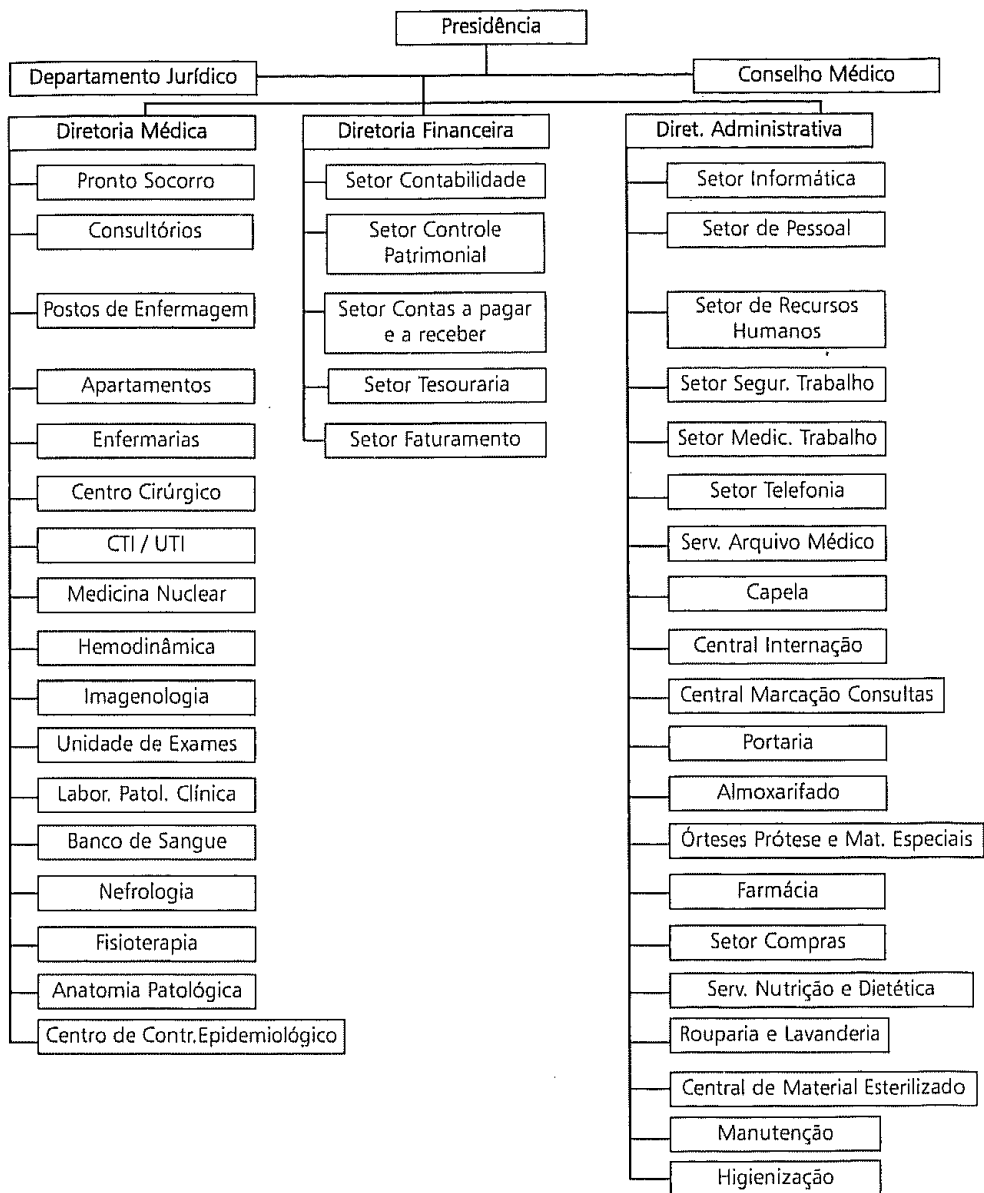 Presidência
Departamento Jurídico
Conselho Médico
Diretoria Médica
Pronto Socorro
Consultórios
Postos de Enfermagem
Apartamentos
Enfermarias
Centro Cirúrgico
CTI / UTI
Medicina Nuclear
Hemodinâmica
Imagenologia
Unidade de Exames
Labor. Patol. Clínica
Banco de Sangue
Nefrologia
Fisioterapia
Anatomia Patológica
Centro de Contr.Epidemiológico
Diretoria Financeira
Setor Contabilidade
Setor Controle
Patrimonial
Setor Contas a pagar
e a receber
Setor Tesouraria
Setor Faturamento
Diret. Administrativa
Setor Informática
Setor de Pessoal
Setor de Recursos
Humanos
Setor Segur. Trabalho
Setor Medic. Trabalho
Setor Telefonia
Serv. Arquivo Médico
Capela
Central Internação
Central Marcação Consultas
Portaria
Almoxarifado
Órteses Prótese e Mat. Especiais
Farmácia
Setor Compras
Serv. Nutrição e Dietética
Rouparia e Lavanderia
Central de Material Esterilizado
Manutenção
Higienização